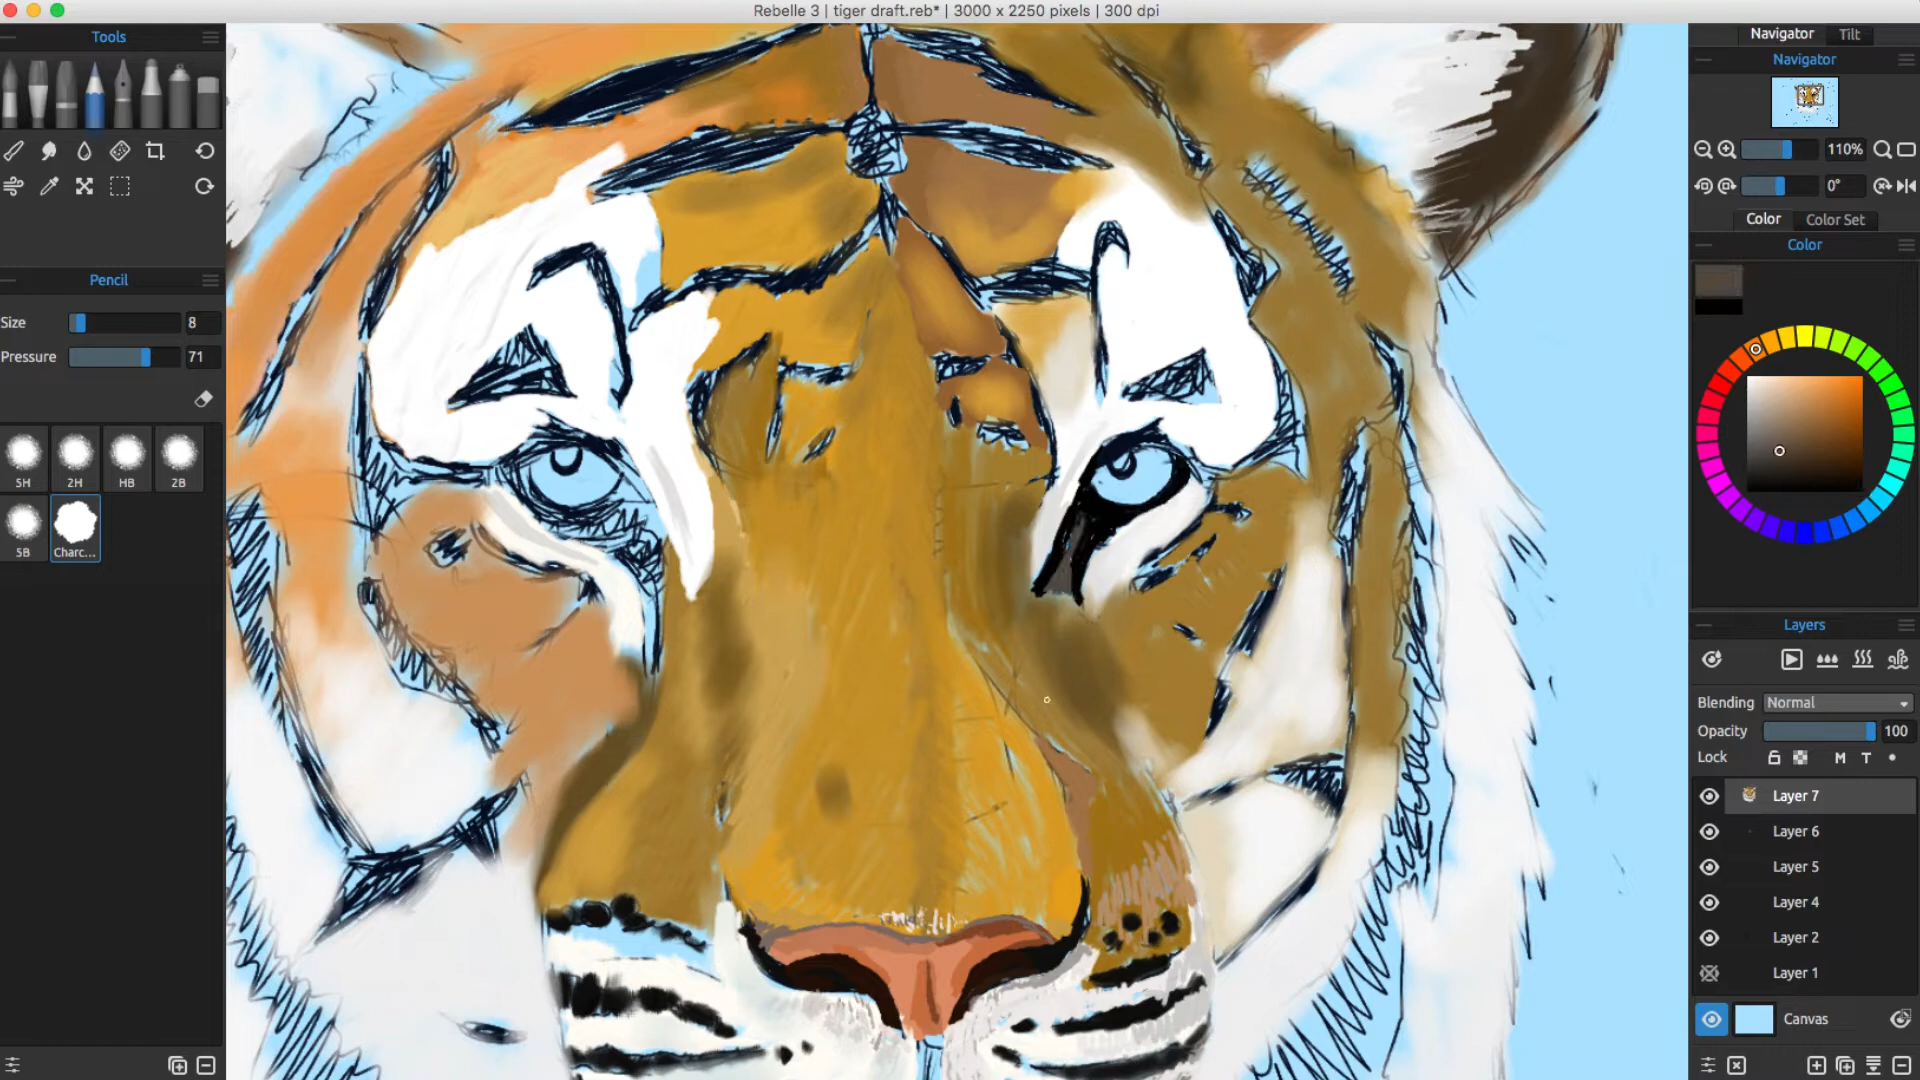 Rebelle 3 | tiger draft.reb* | 3000 x 2250 pixels | 300 dpi
Tools
Pencil
Size
8
Pressure
71
5H
2H
HB
2B
5B
Charc...
Navigator
Tilt
Navigator
110%
0°
Color
Color Set
Color
Layers
Blending
Normal
Opacity
100
Lock
M
T
Layer 7
Layer 6
Layer 5
Layer 4
Layer 2
Layer 1
Canvas